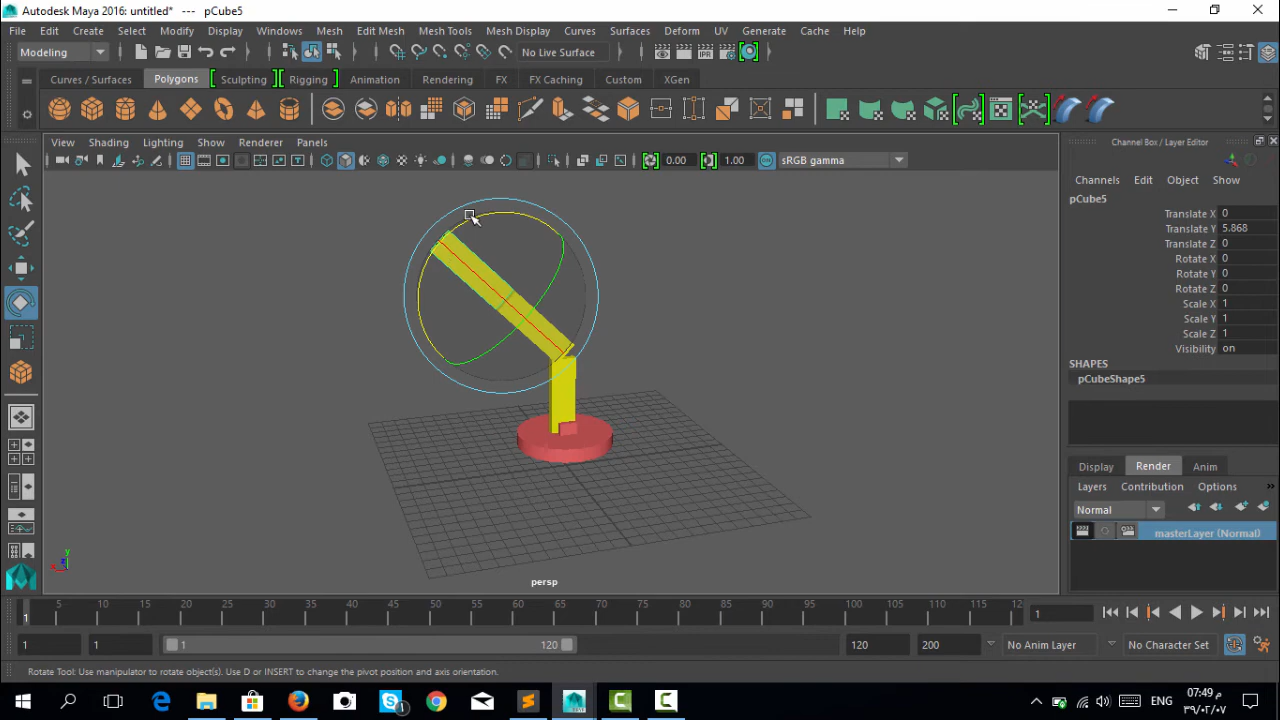 Autodesk Maya 2016: untitled*   ---   pCube5
File Edit Create Select Modify Display Windows Mesh Edit Mesh Mesh Tools Mesh Display Curves Surfaces Deform UV Generate Cache Help
Modeling No Live Surface
Curves / Surfaces Polygons Sculpting Rigging Animation Rendering FX FX Caching Custom XGen
View Shading Lighting Show Renderer Panels
0.00 1.00 sRGB gamma
Channel Box / Layer Editor
Channels Edit Object Show
pCube5
Translate X 0
Translate Y 5.868
Translate Z 0
Rotate X 0
Rotate Y 0
Rotate Z 0
Scale X 1
Scale Y 1
Scale Z 1
Visibility on
SHAPES
pCubeShape5
Display Render Anim
Layers Contribution Options
Normal
masterLayer (Normal)
y
z
x
persp
5 10 15 20 25 30 35 40 45 50 55 60 65 70 75 80 85 90 95 100 105 110 115 12
1
1
1 1 1 120 120 200 No Anim Layer No Character Set
Rotate Tool: Use manipulator to rotate object(s). Use D or INSERT to change the pivot position and axis orientation.
ENG
07:49 م
٣٩/٠٢/٠٧